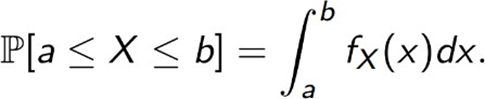 ℙ[a ≤ X ≤ b] = ∫_a^b f_X(x)dx.